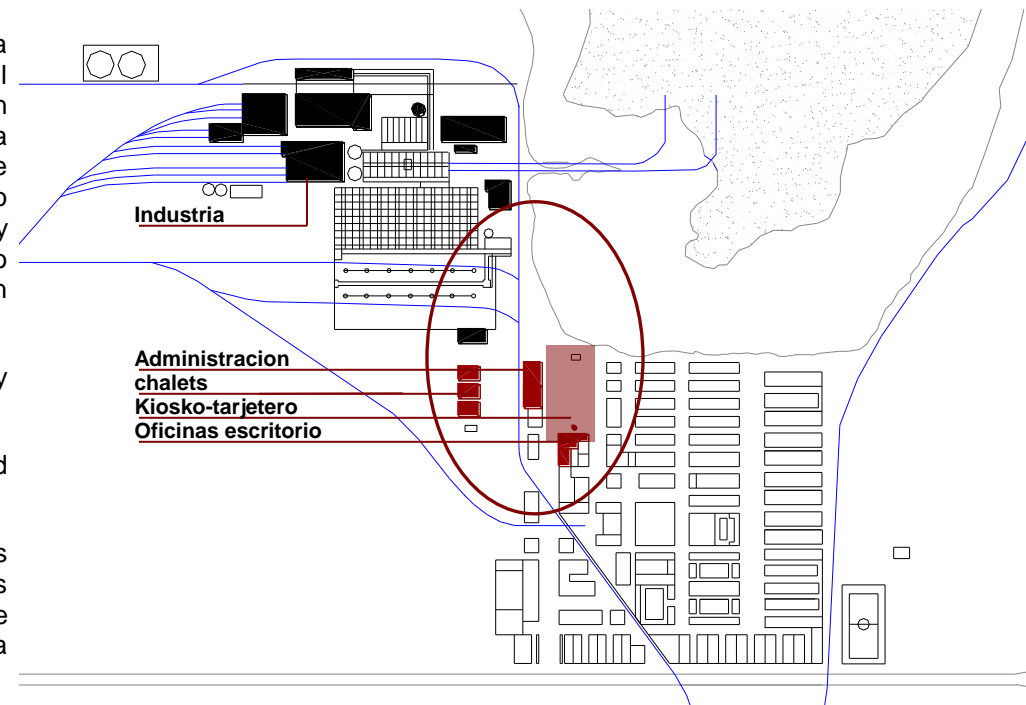 a
l
n
a
e
o
y
o
n
y
d
s
s
e
a
Industria
Administracion
chalets
Kiosko-tarjetero
Oficinas escritorio